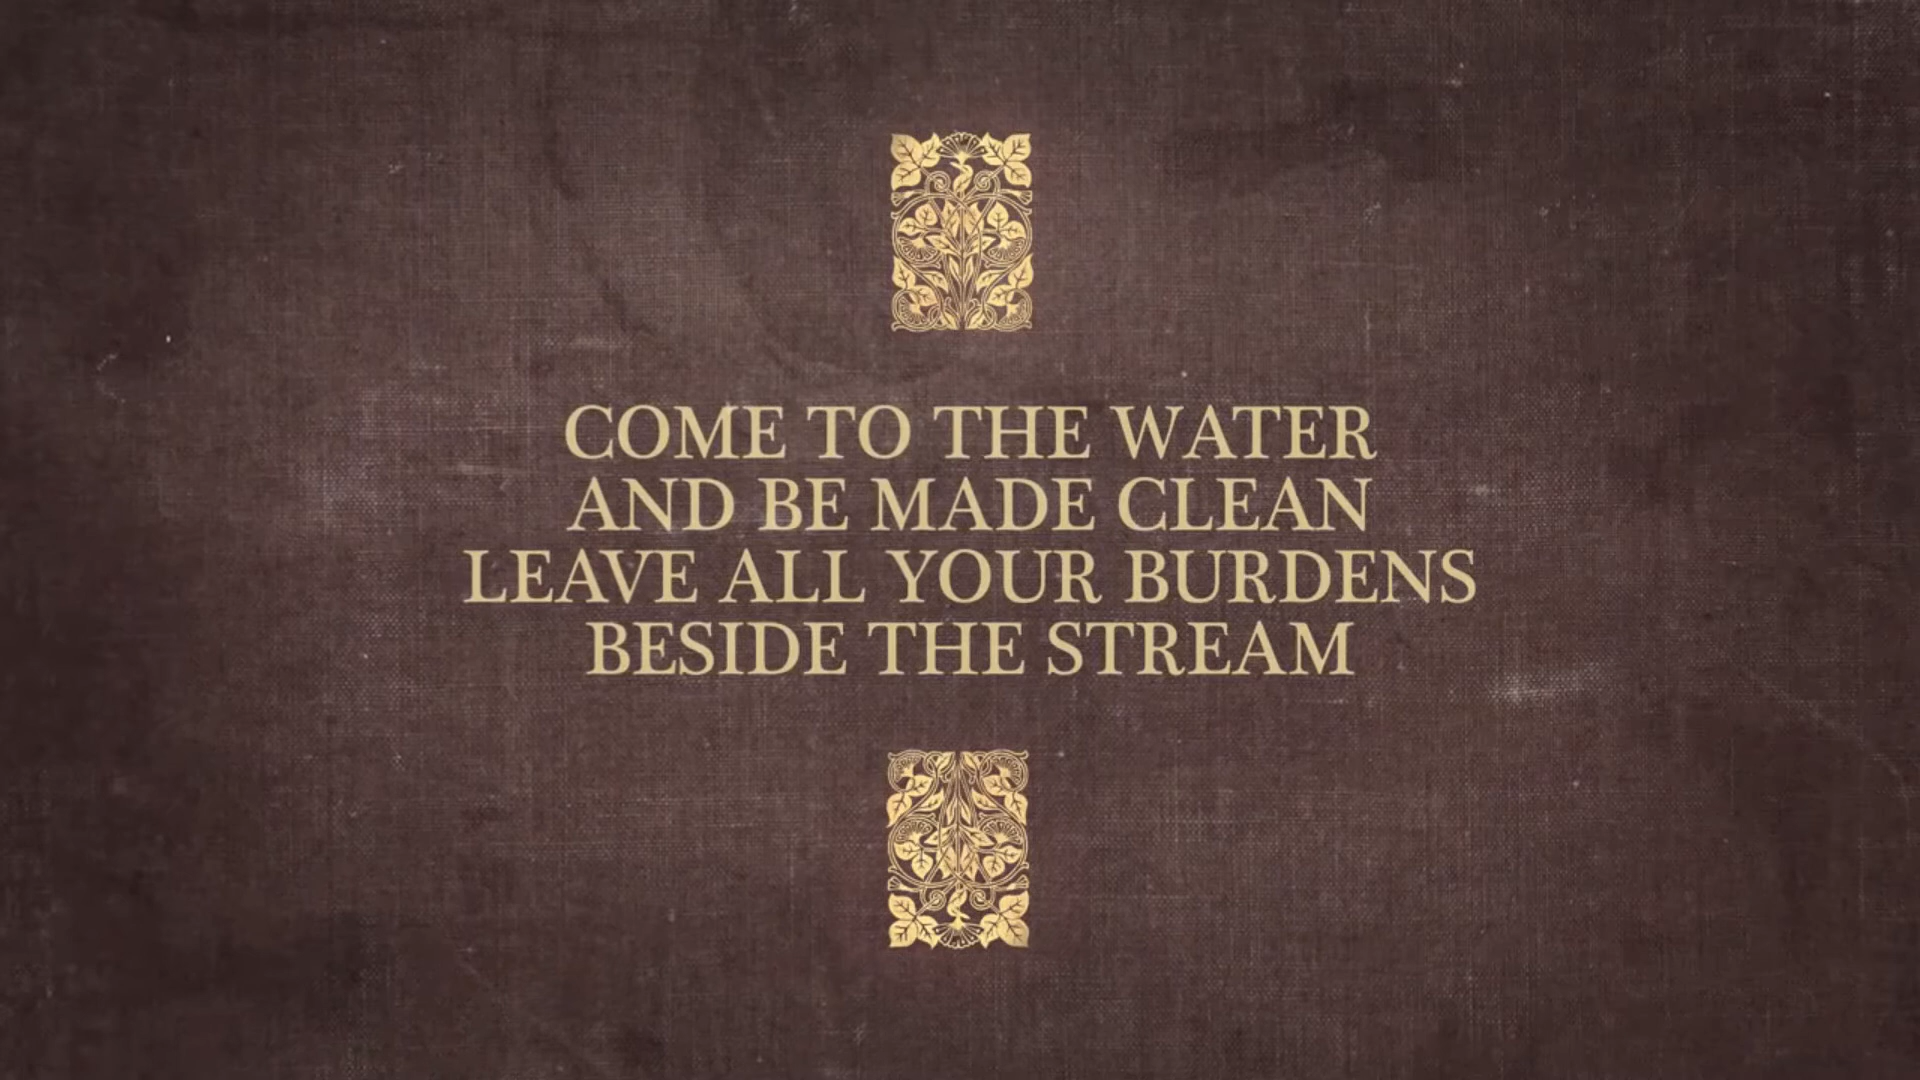 COME TO THE WATER
AND BE MADE CLEAN
LEAVE ALL YOUR BURDENS
BESIDE THE STREAM